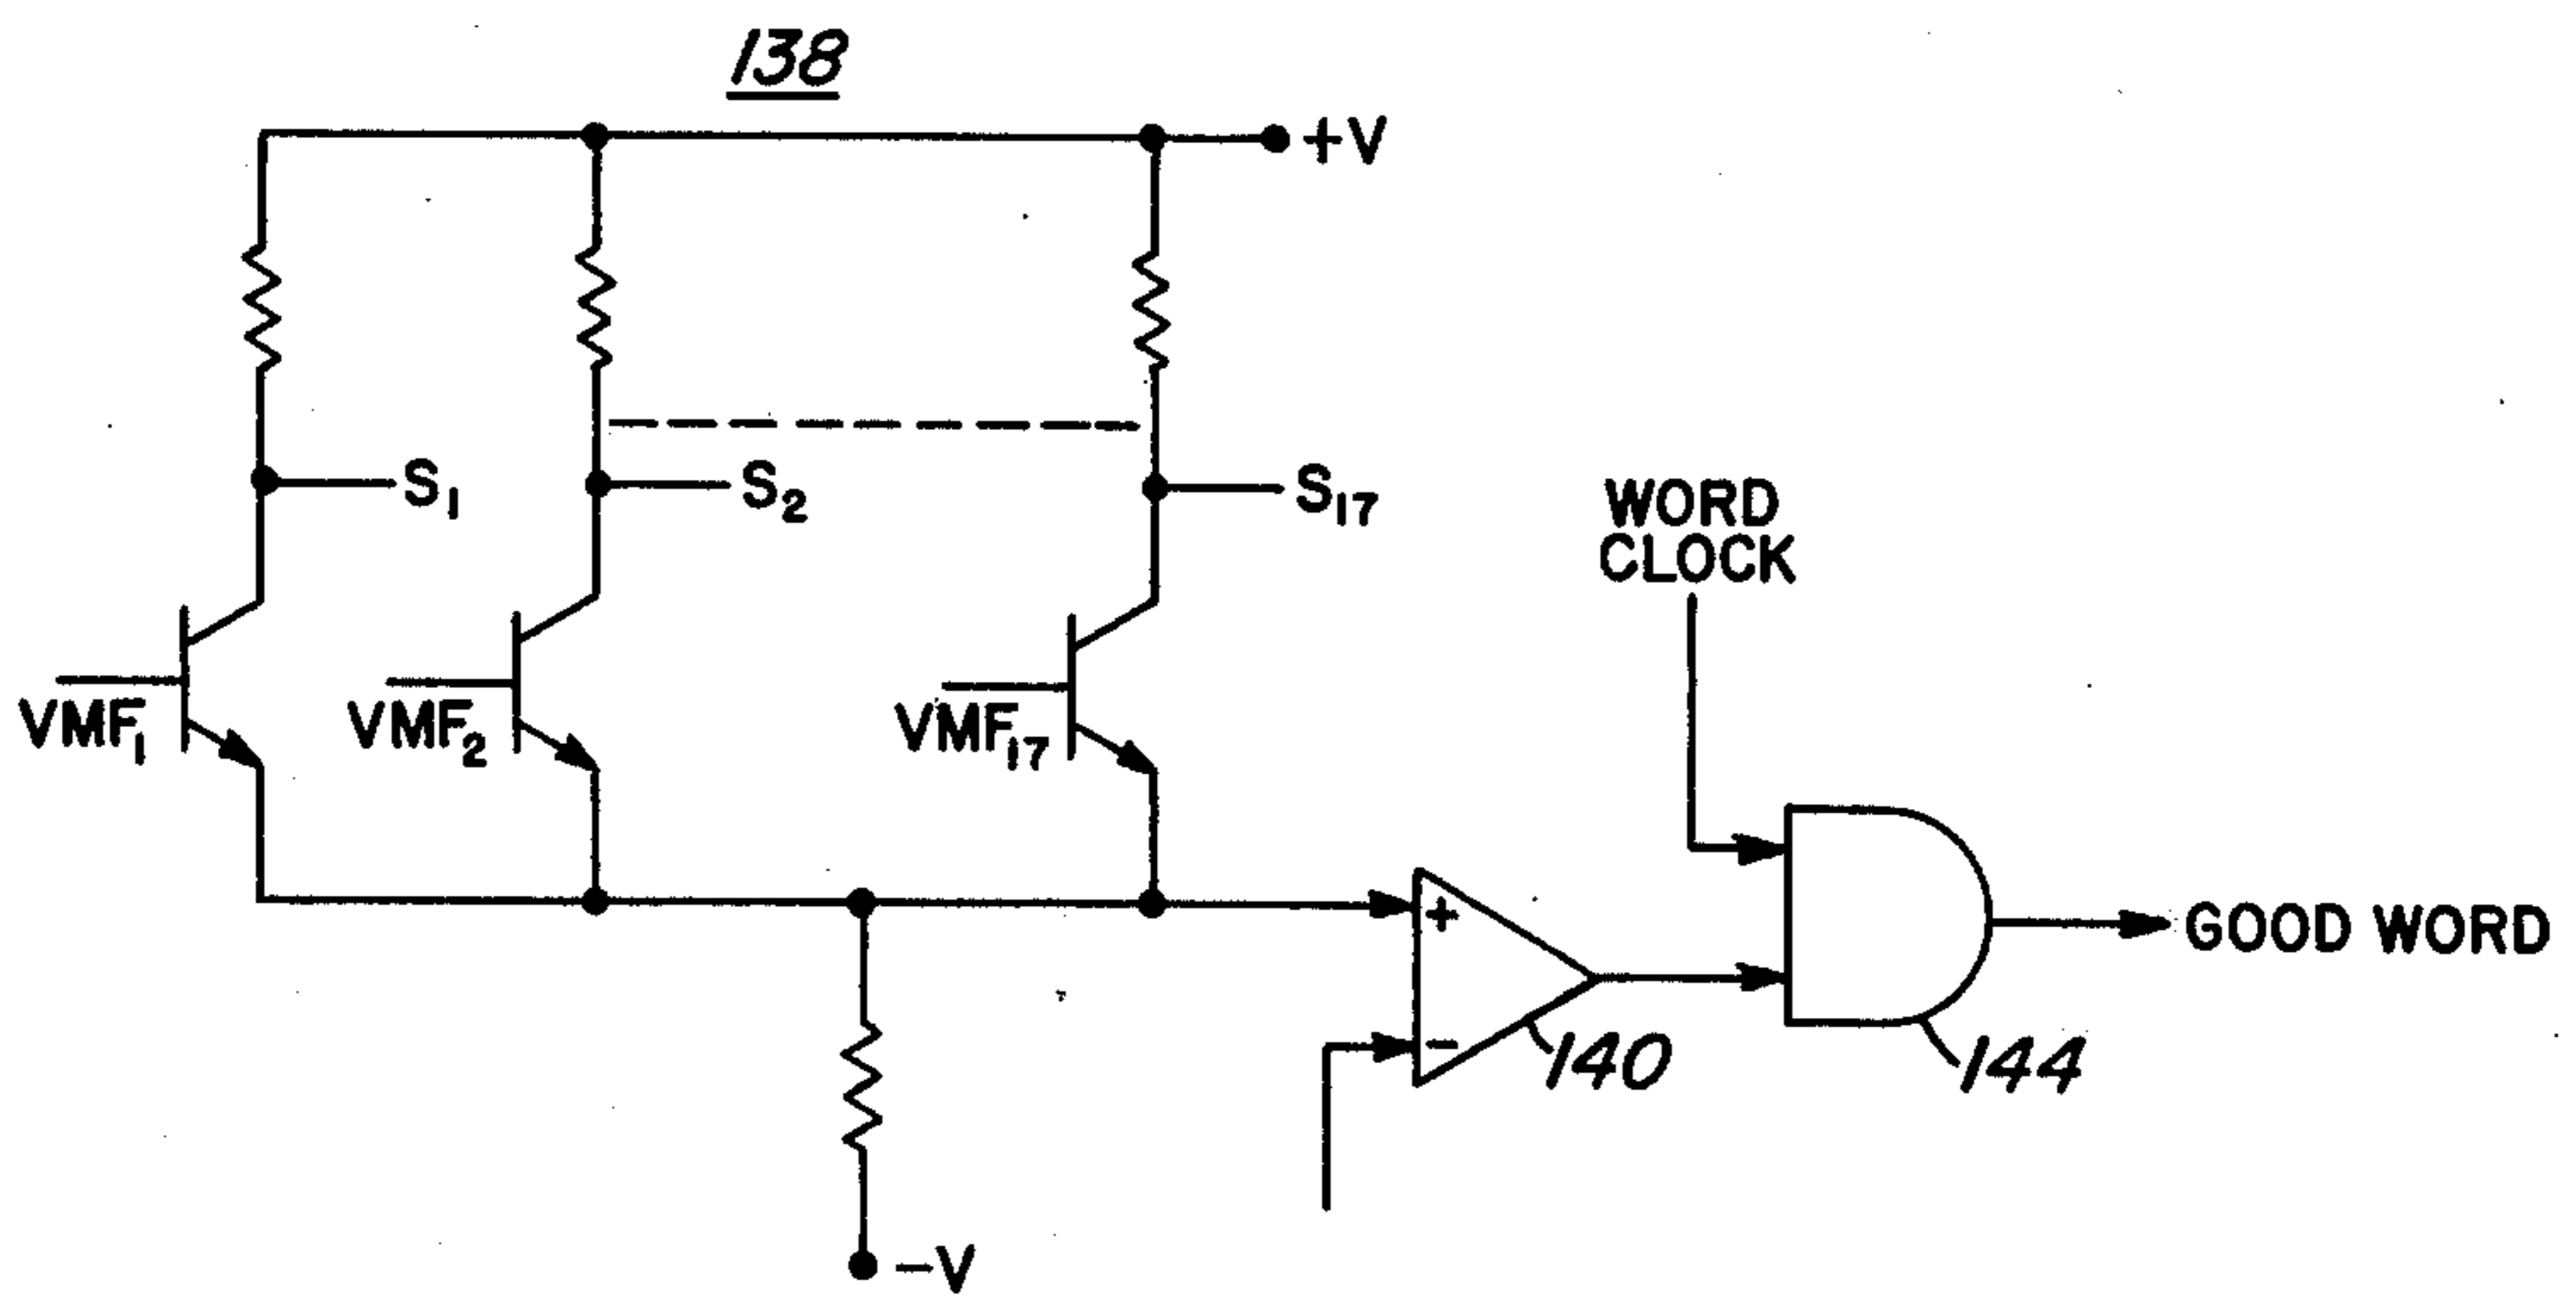 138
+V
S1
S2
S17
WORD
CLOCK
VMF1
VMF2
VMF17
+
GOOD WORD
-
140
144
-V